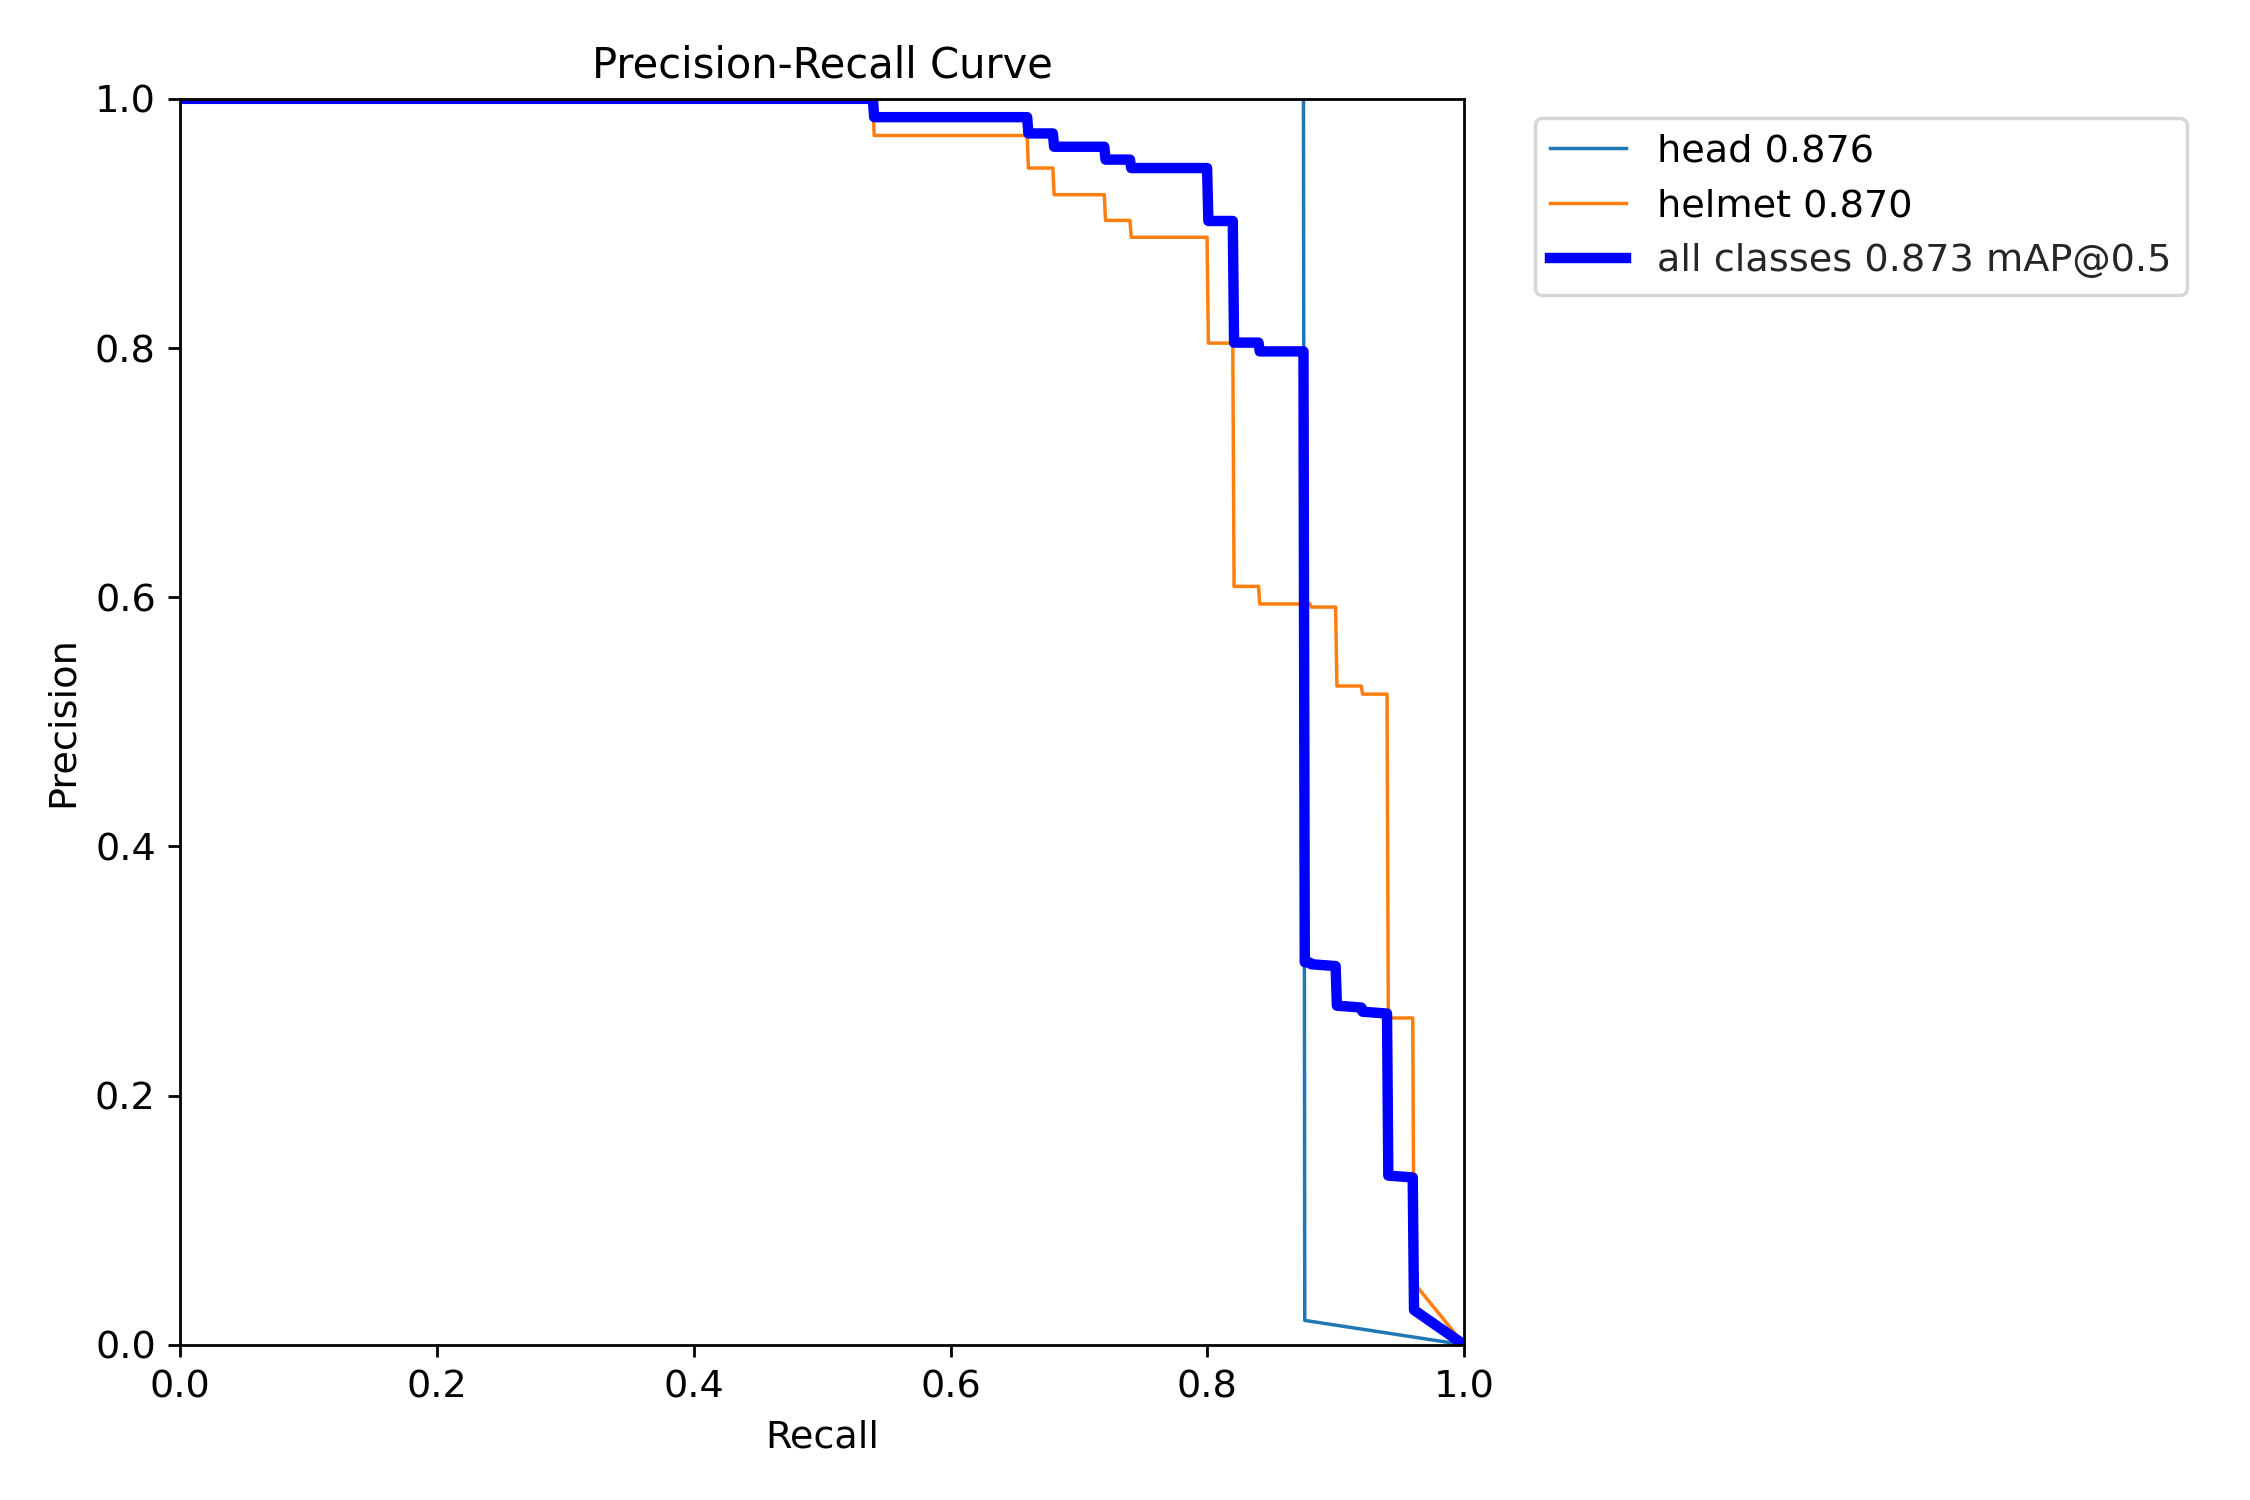 Precision-Recall Curve
1.0
0.8
0.6
0.4
0.2
0.0
Precision
0.0 0.2 0.4 0.6 0.8 1.0
Recall
head 0.876
helmet 0.870
all classes 0.873 mAP@0.5